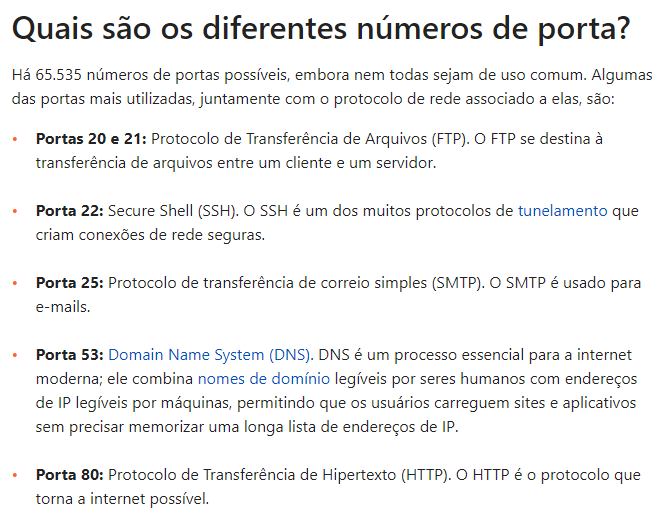 Quais são os diferentes números de porta?
Há 65.535 números de portas possíveis, embora nem todas sejam de uso comum. Algumas
das portas mais utilizadas, juntamente com o protocolo de rede associado a elas, são:
• Portas 20 e 21: Protocolo de Transferência de Arquivos (FTP). O FTP se destina à
transferência de arquivos entre um cliente e um servidor.
• Porta 22: Secure Shell (SSH). O SSH é um dos muitos protocolos de tunelamento que
criam conexões de rede seguras.
• Porta 25: Protocolo de transferência de correio simples (SMTP). O SMTP é usado para
e-mails.
• Porta 53: Domain Name System (DNS). DNS é um processo essencial para a internet
moderna; ele combina nomes de domínio legíveis por seres humanos com endereços
de IP legíveis por máquinas, permitindo que os usuários carreguem sites e aplicativos
sem precisar memorizar uma longa lista de endereços de IP.
• Porta 80: Protocolo de Transferência de Hipertexto (HTTP). O HTTP é o protocolo que
torna a internet possível.